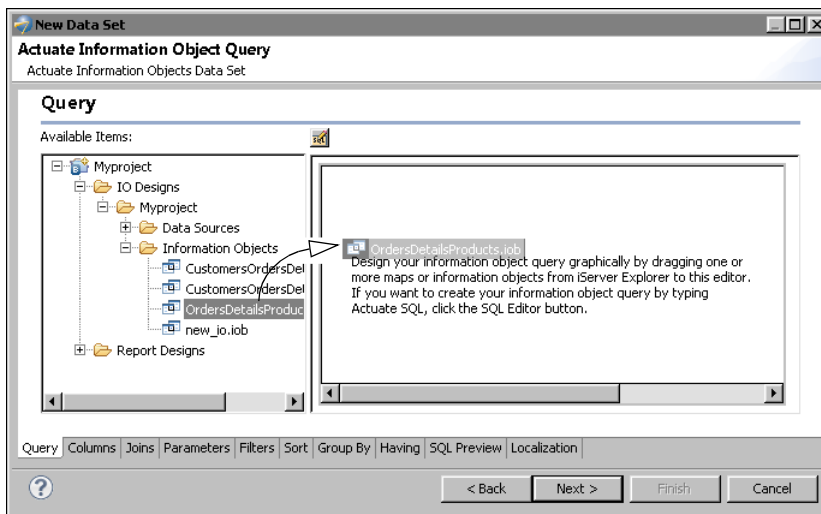 New Data Set
Actuate Information Object Query
Actuate Information Objects Data Set
Query
Available Items:
SQL
Myproject
IO Designs
Myproject
Data Sources
Information Objects
CustomersOrdersDet
CustomersOrdersDet
OrdersDetailsProduc
new_io.iob
Report Designs
OrdersDetailsProducts.iob
Design your information object query graphically by dragging one or
more maps or information objects from iServer Explorer to this editor.
If you want to create your information object query by typing
Actuate SQL, click the SQL Editor button.
Query Columns Joins Parameters Filters Sort Group By Having SQL Preview Localization
?
< Back Next > Finish Cancel